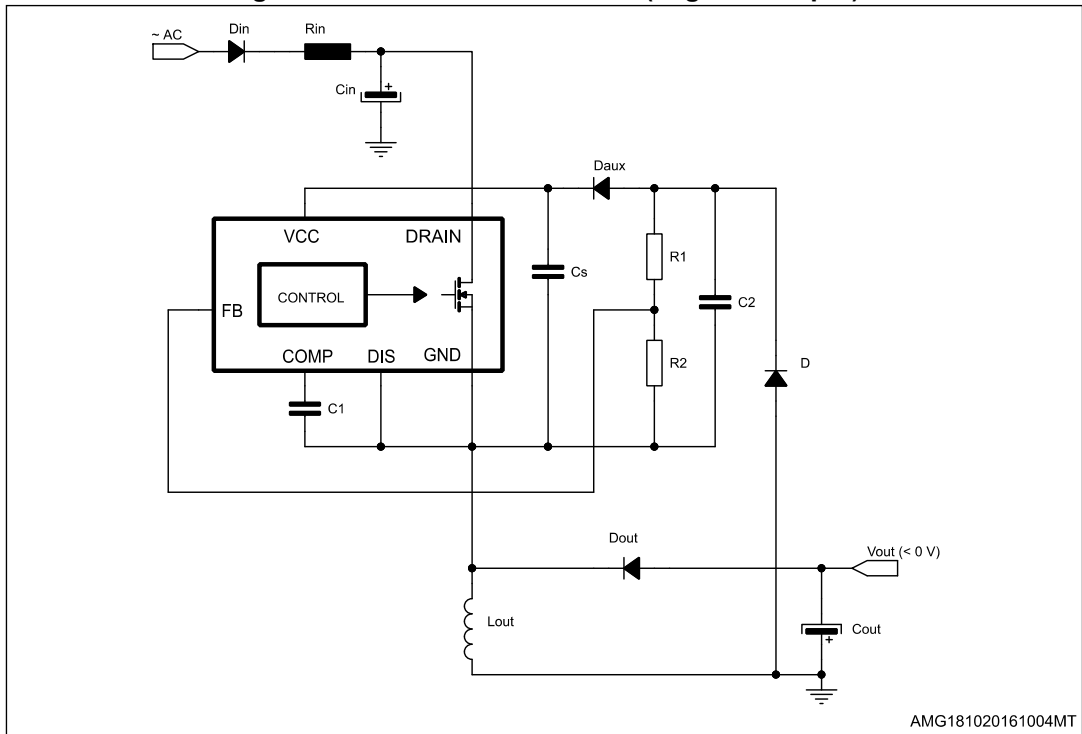 ~ AC
Din
Rin
Cin
+
Daux
VCC
DRAIN
Cs
R1
C2
CONTROL
FB
R2
D
COMP
DIS
GND
C1
Dout
Vout (< 0 V)
Lout
Cout
+
AMG181020161004MT